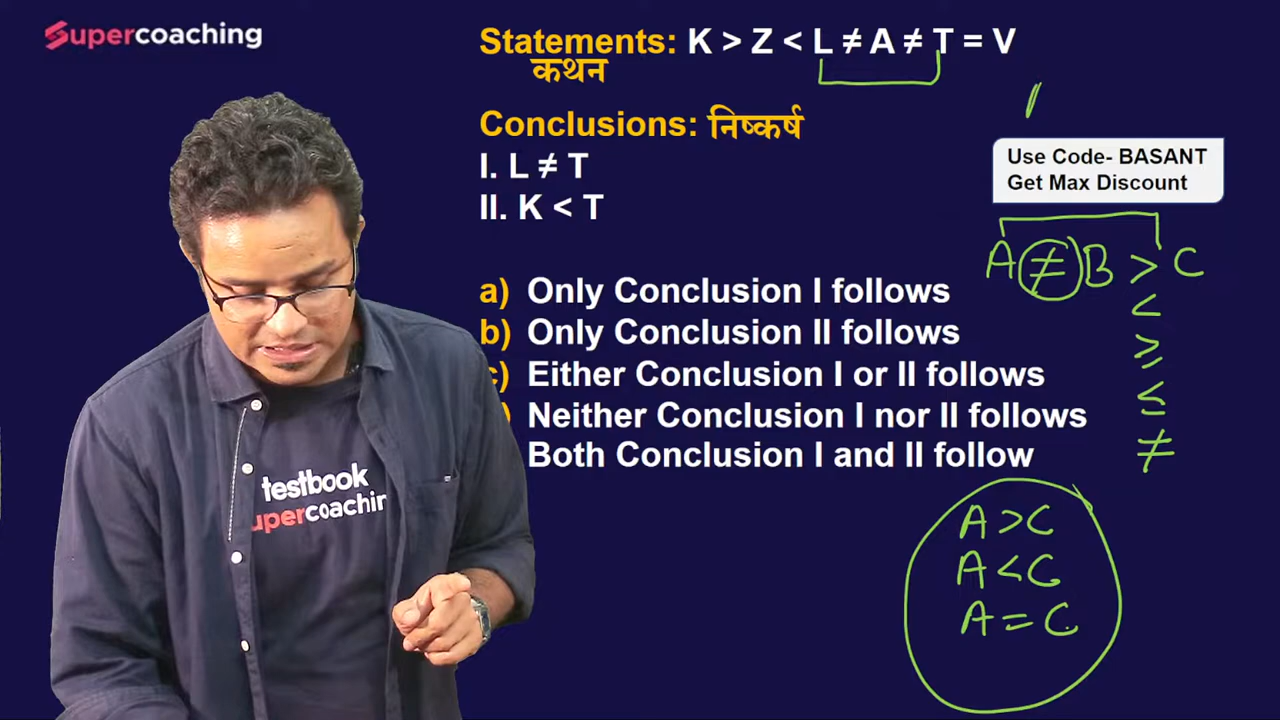 Supercoaching
Statements: K > Z < L ≠ A ≠ T = V
कथन
Conclusions: निष्कर्ष
I. L ≠ T
II. K < T
Use Code- BASANT
Get Max Discount
A ≠ B > C
<
≥
≤
≠
a) Only Conclusion I follows
b) Only Conclusion II follows
c) Either Conclusion I or II follows
) Neither Conclusion I nor II follows
Both Conclusion I and II follow
A > C
A < C
A = C
testbook
upercoachin